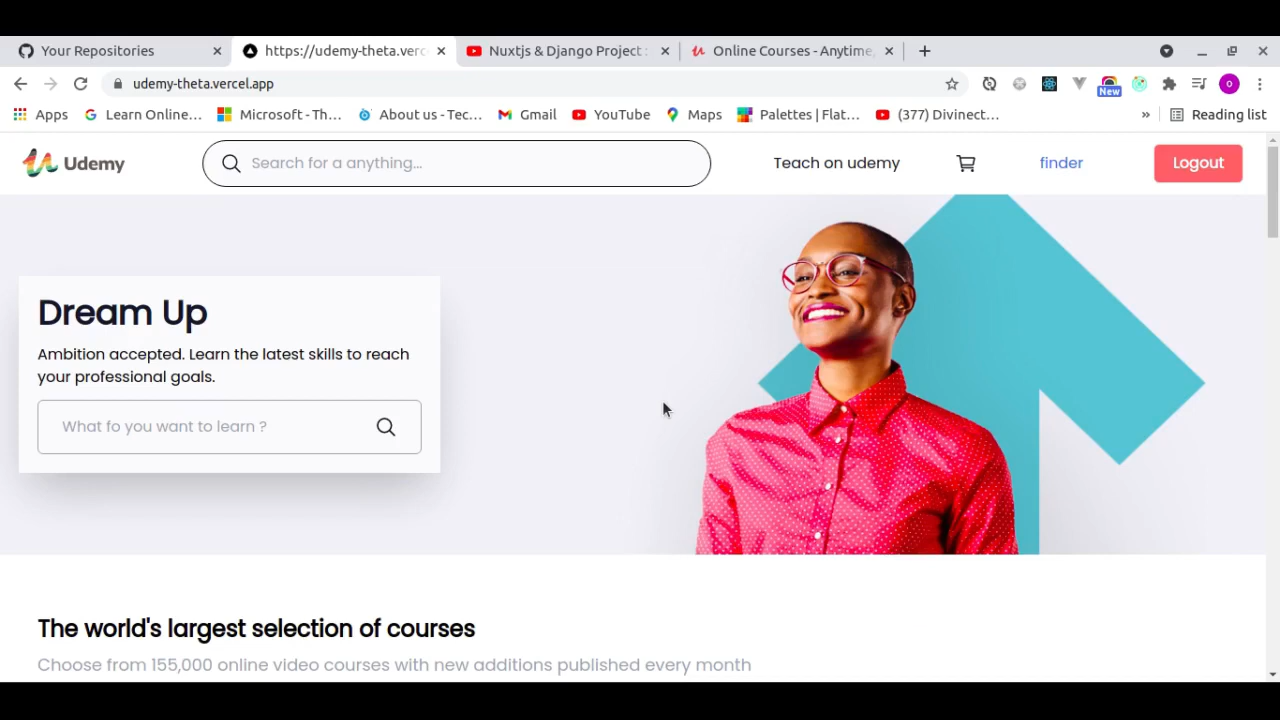 Your Repositories
https://udemy-theta.verc
Nuxtjs & Django Project :
Online Courses - Anytime,
udemy-theta.vercel.app
New
o
Apps
Learn Online...
Microsoft - Th...
About us - Tec...
Gmail
YouTube
Maps
Palettes | Flat...
(377) Divinect...
»
Reading list
Udemy
Search for a anything...
Teach on udemy
finder
Logout
Dream Up
Ambition accepted. Learn the latest skills to reach
your professional goals.
What fo you want to learn ?
The world's largest selection of courses
Choose from 155,000 online video courses with new additions published every month